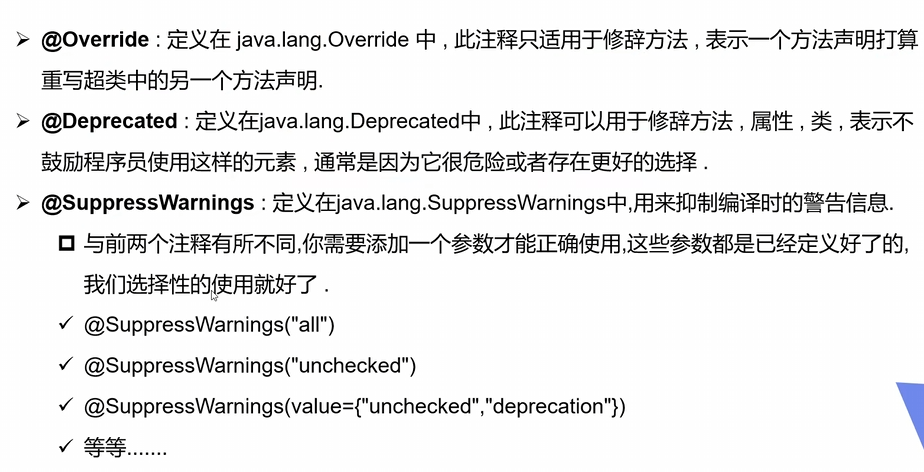 @Override : 定义在 java.lang.Override 中 , 此注释只适用于修辞方法 , 表示一个方法声明打算
重写超类中的另一个方法声明.
@Deprecated : 定义在java.lang.Deprecated中 , 此注释可以用于修辞方法 , 属性 , 类 , 表示不
鼓励程序员使用这样的元素 , 通常是因为它很危险或者存在更好的选择 .
@SuppressWarnings : 定义在java.lang.SuppressWarnings中,用来抑制编译时的警告信息.
与前两个注释有所不同,你需要添加一个参数才能正确使用,这些参数都是已经定义好了的,
我们选择性的使用就好了 .
@SuppressWarnings("all")
@SuppressWarnings("unchecked")
@SuppressWarnings(value={"unchecked","deprecation"})
等等.......